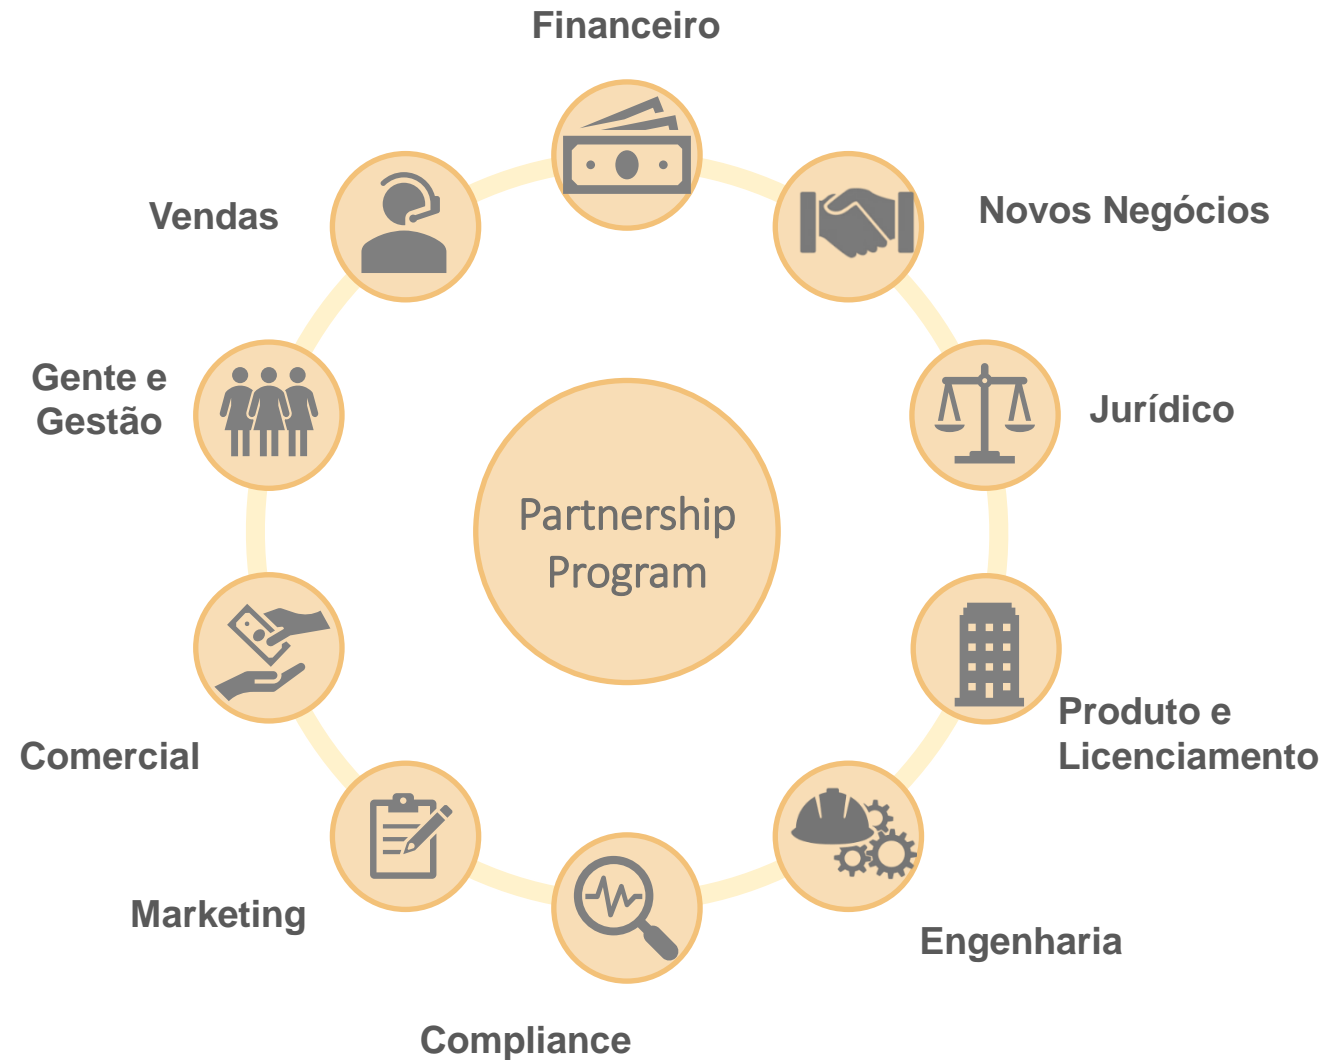 Financeiro
Vendas
Novos Negócios
Gente e
Gestão
Jurídico
Partnership
Program
Produto e
Licenciamento
Comercial
Marketing
Engenharia
Compliance